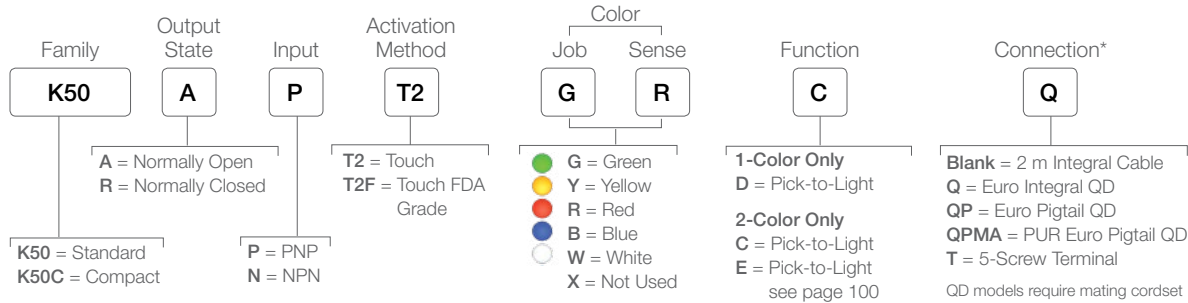 Color
Family
Output State
Input
Activation Method
Job
Sense
Function
Connection*
K50
A
P
T2
G
R
C
Q
K50 = Standard
K50C = Compact
A = Normally Open
R = Normally Closed
P = PNP
N = NPN
T2 = Touch
T2F = Touch FDA
Grade
G = Green
Y = Yellow
R = Red
B = Blue
W = White
X = Not Used
1-Color Only
D = Pick-to-Light
2-Color Only
C = Pick-to-Light
E = Pick-to-Light
see page 100
Blank = 2 m Integral Cable
Q = Euro Integral QD
QP = Euro Pigtail QD
QPMA = PUR Euro Pigtail QD
T = 5-Screw Terminal
QD models require mating cordset